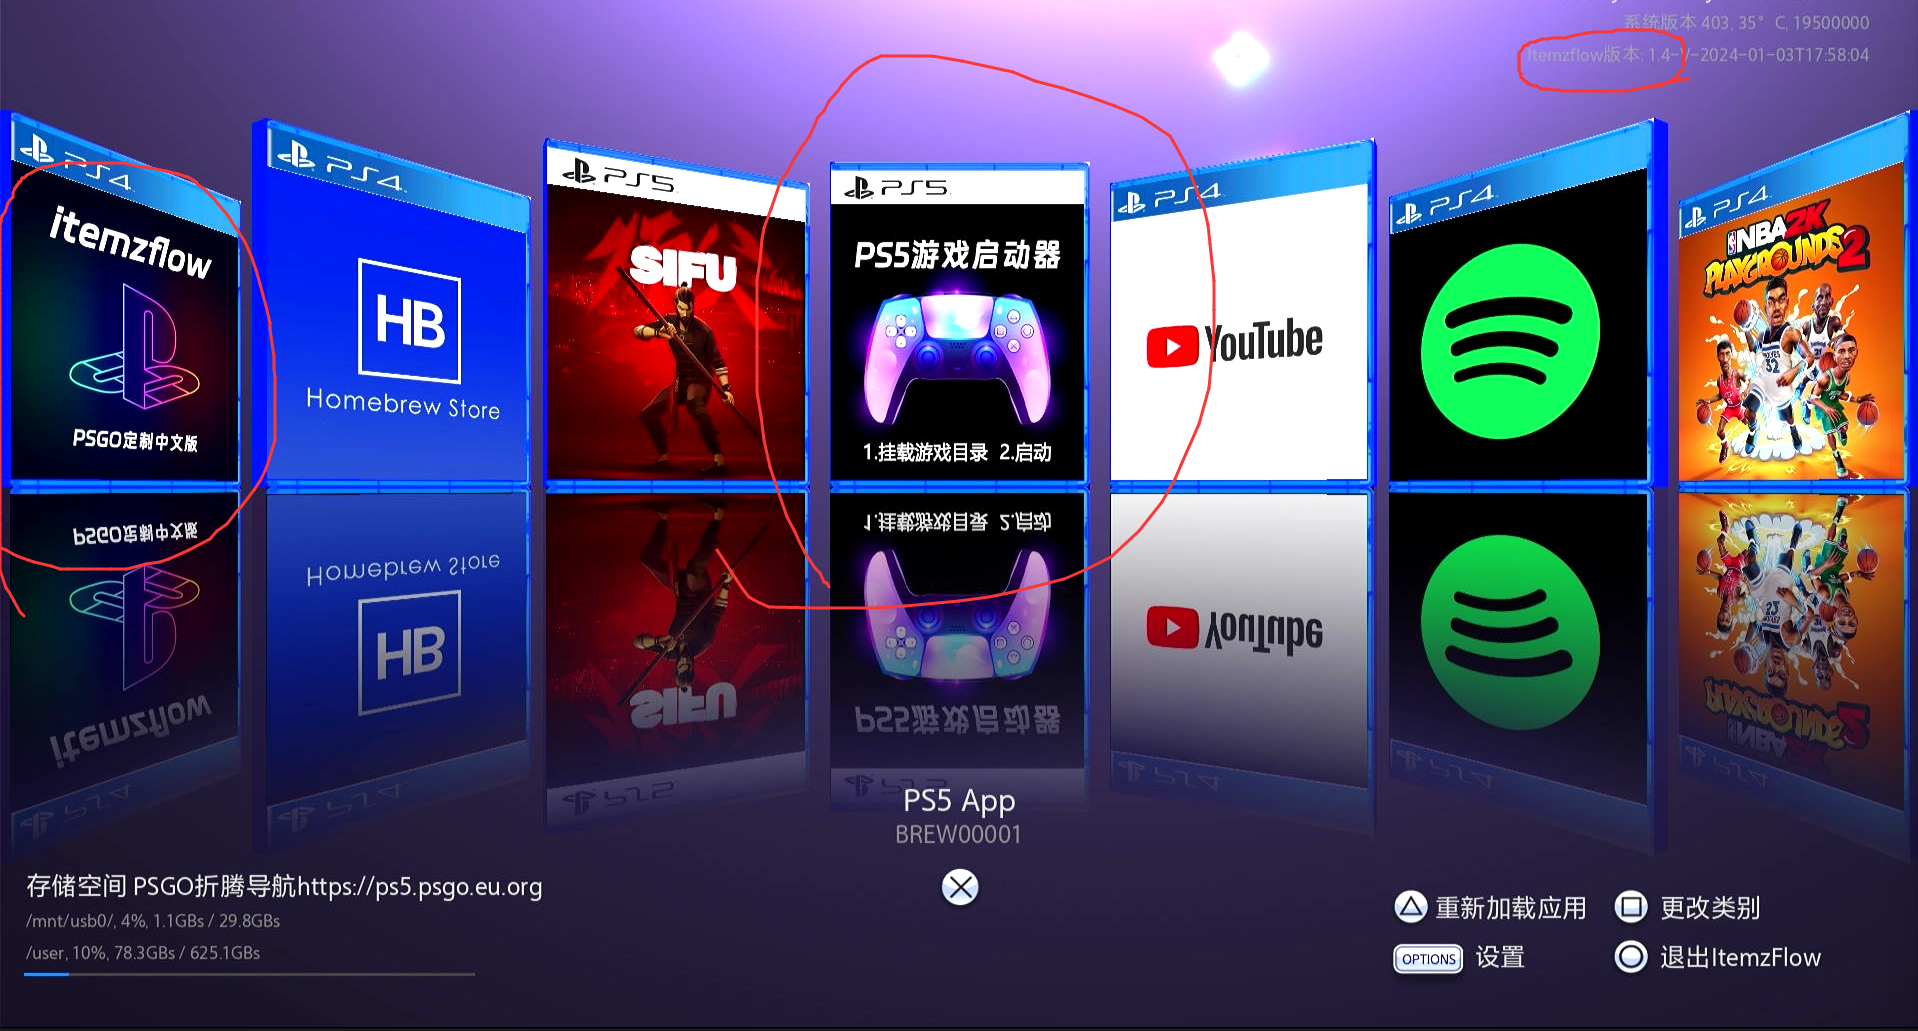 系统版本 403, 35° C, 19500000
Itemzflow版本: 1.4-V-2024-01-03T17:58:04
PS4
itemzflow
PSGO定制中文版
PS4
HB
Homebrew Store
PS5
SIFU
PS5
PS5游戏启动器
1.挂载游戏目录 2.启动
PS4
YouTube
PS4
PS4
NBA 2K
PLAYGROUNDS 2
PS5 App
BREW00001
存储空间 PSGO折腾导航https://ps5.psgo.eu.org
/mnt/usb0/, 4%, 1.1GBs / 29.8GBs
/user, 10%, 78.3GBs / 625.1GBs
重新加载应用
更改类别
OPTIONS 设置
退出ItemzFlow